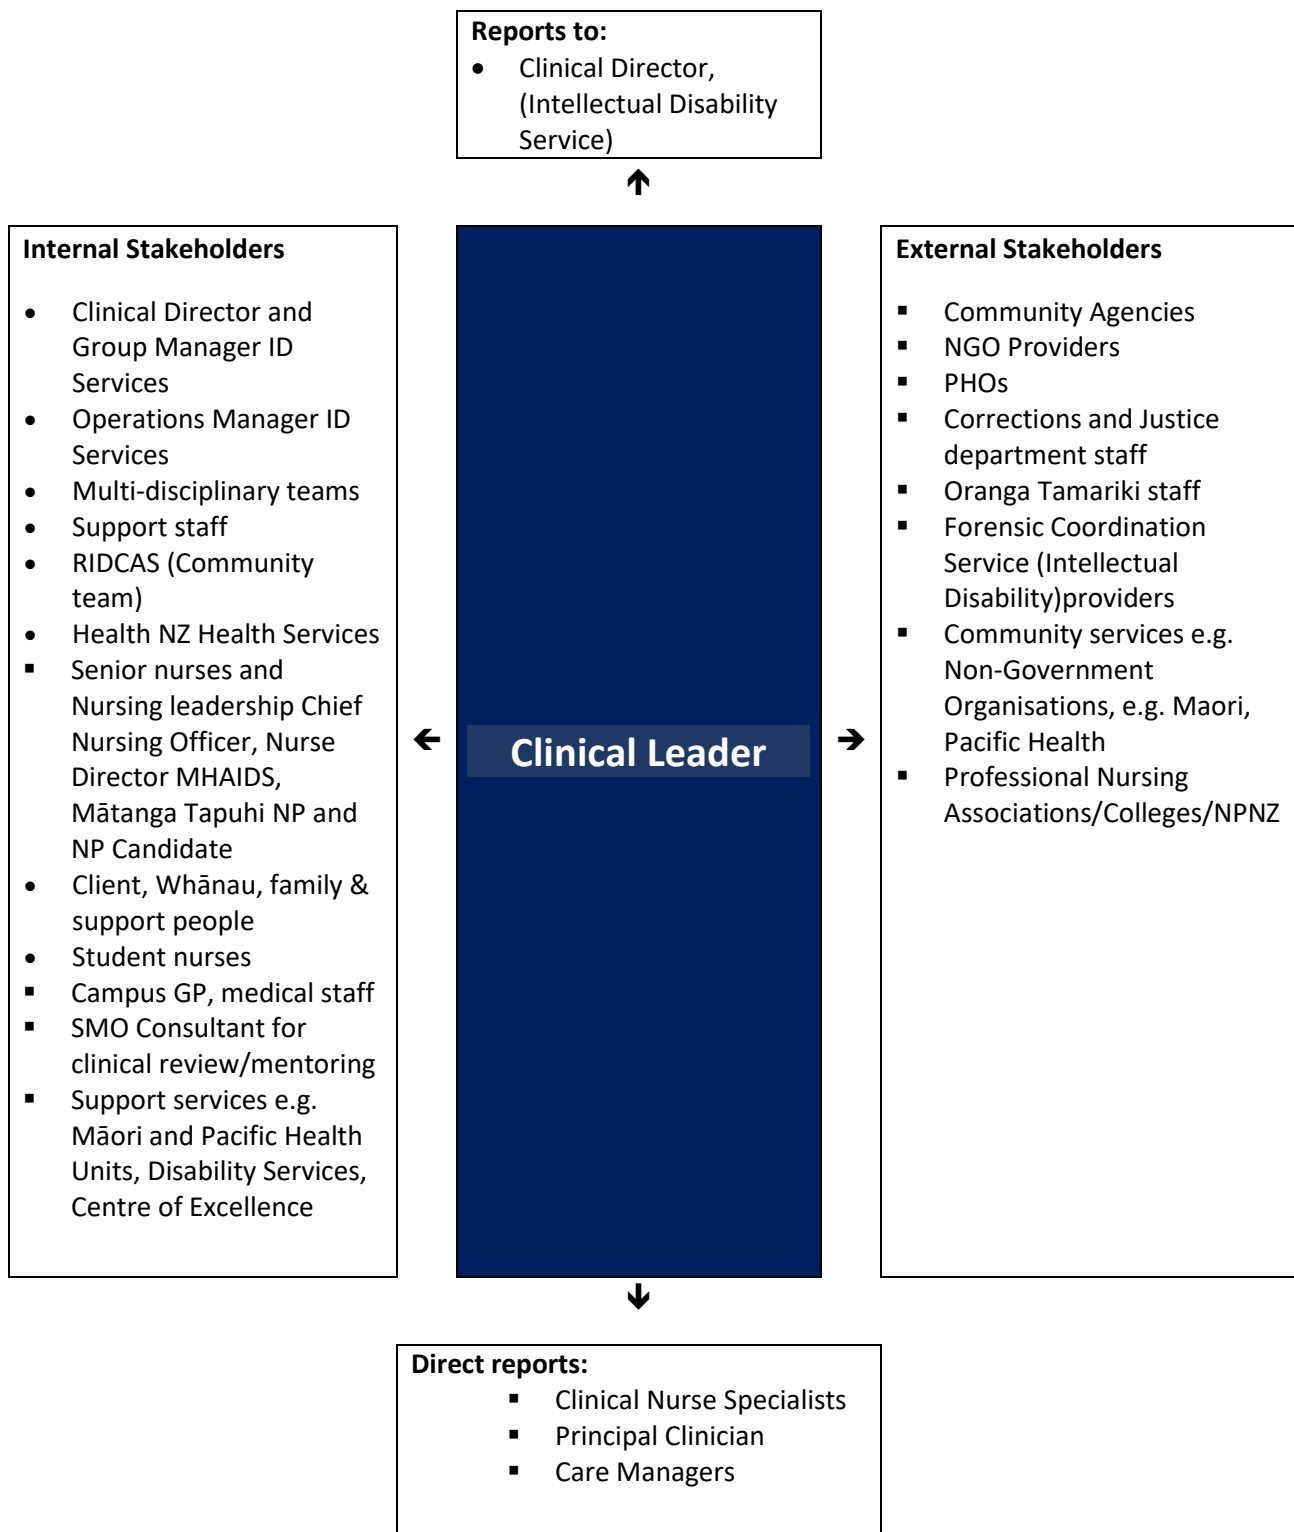 Reports to:
• Clinical Director,
(Intellectual Disability
Service)
Internal Stakeholders
• Clinical Director and
Group Manager ID
Services
• Operations Manager ID
Services
• Multi-disciplinary teams
• Support staff
• RIDCAS (Community
team)
• Health NZ Health Services
▪ Senior nurses and
Nursing leadership Chief
Nursing Officer, Nurse
Director MHAIDS,
Mātanga Tapuhi NP and
NP Candidate
• Client, Whānau, family &
support people
• Student nurses
▪ Campus GP, medical staff
▪ SMO Consultant for
clinical review/mentoring
▪ Support services e.g.
Māori and Pacific Health
Units, Disability Services,
Centre of Excellence
Clinical Leader
External Stakeholders
▪ Community Agencies
▪ NGO Providers
▪ PHOs
▪ Corrections and Justice
department staff
▪ Oranga Tamariki staff
▪ Forensic Coordination
Service (Intellectual
Disability)providers
▪ Community services e.g.
Non-Government
Organisations, e.g. Maori,
Pacific Health
▪ Professional Nursing
Associations/Colleges/NPNZ
Direct reports:
▪ Clinical Nurse Specialists
▪ Principal Clinician
▪ Care Managers